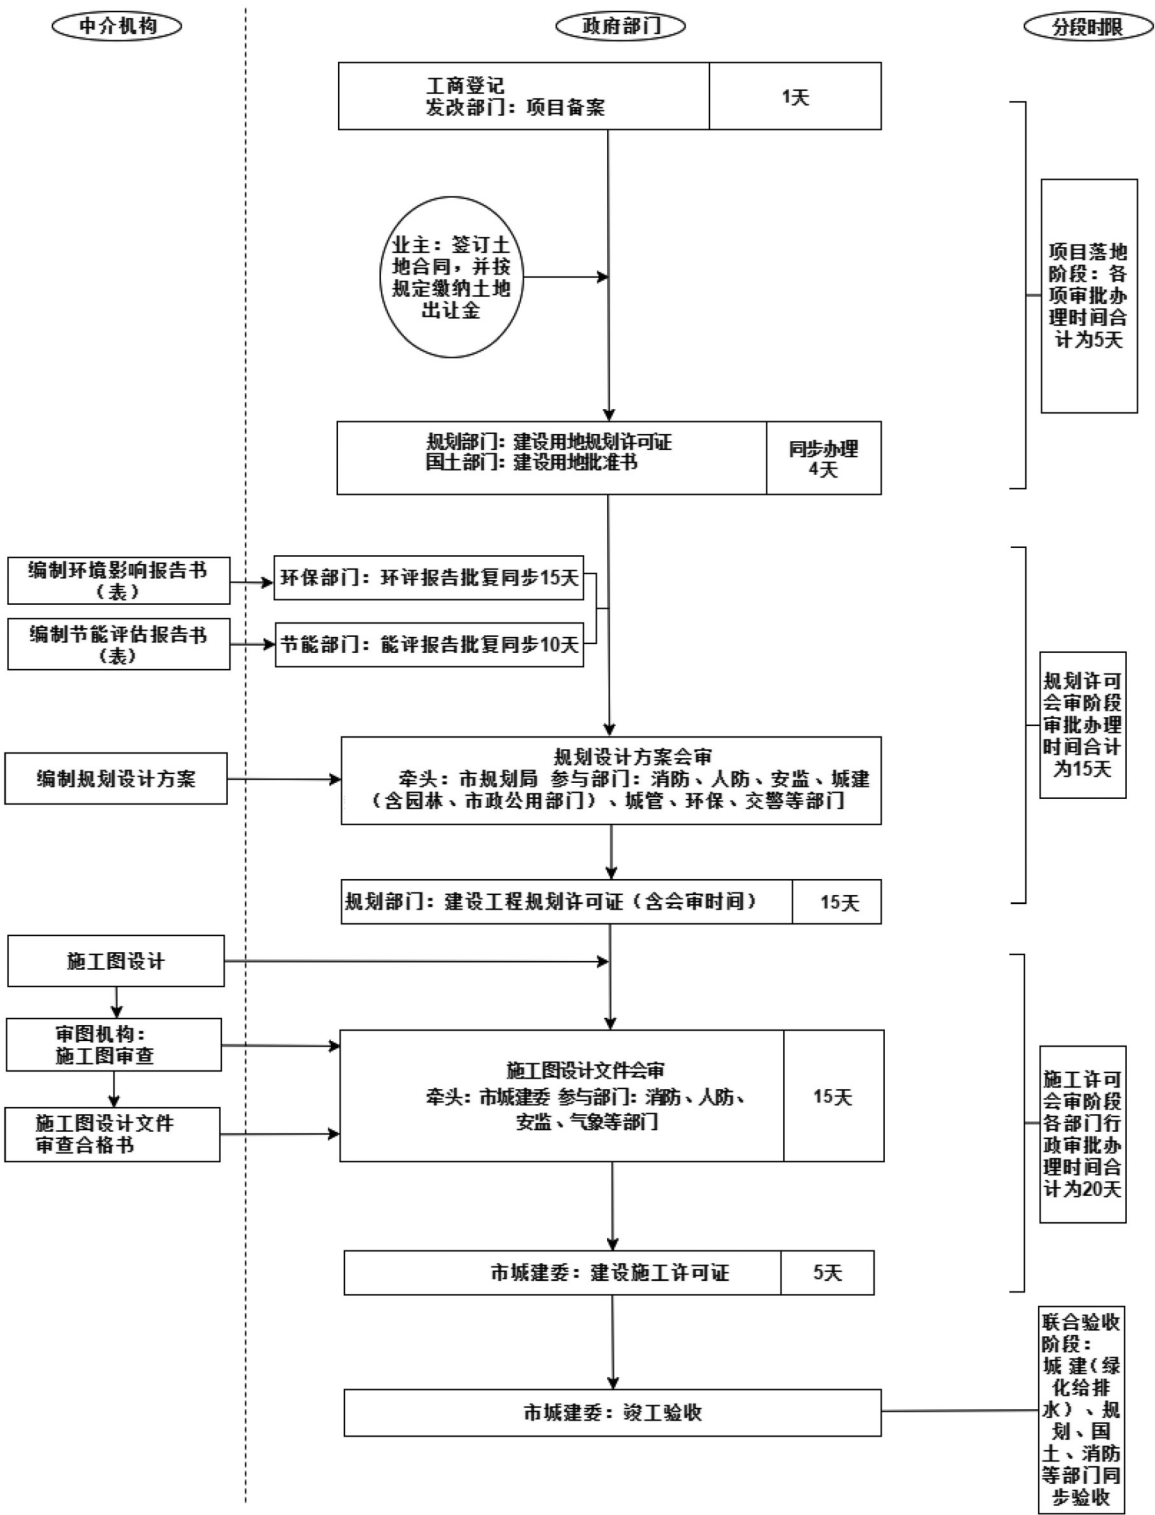 中介机构
政府部门
分段时限
工商登记
发改部门：项目备案
1天
业主：签订土
地合同，并按
规定缴纳土地
出让金
项目落地
阶段：各
项审批办
理时间合
计为5天
规划部门：建设用地规划许可证
国土部门：建设用地批准书
同步办理
4天
编制环境影响报告书
（表）
环保部门：环评报告批复同步15天
编制节能评估报告书
（表）
节能部门：能评报告批复同步10天
规划许可
会审阶段
审批办理
时间合计
为15天
编制规划设计方案
规划设计方案会审
牵头：市规划局 参与部门：消防、人防、安监、城建
（含园林、市政公用部门）、城管、环保、交警等部门
规划部门：建设工程规划许可证（含会审时间）
15天
施工图设计
审图机构：
施工图审查
施工图设计文件
审查合格书
施工图设计文件会审
牵头：市城建委 参与部门：消防、人防、
安监、气象等部门
15天
施工许可
会审阶段
各部门行
政审批办
理时间合
计为20天
市城建委：建设施工许可证
5天
市城建委：竣工验收
联合验收
阶段：
城 建（绿
化给排
水）、规
划、国
土、消防
等部门同
步验收